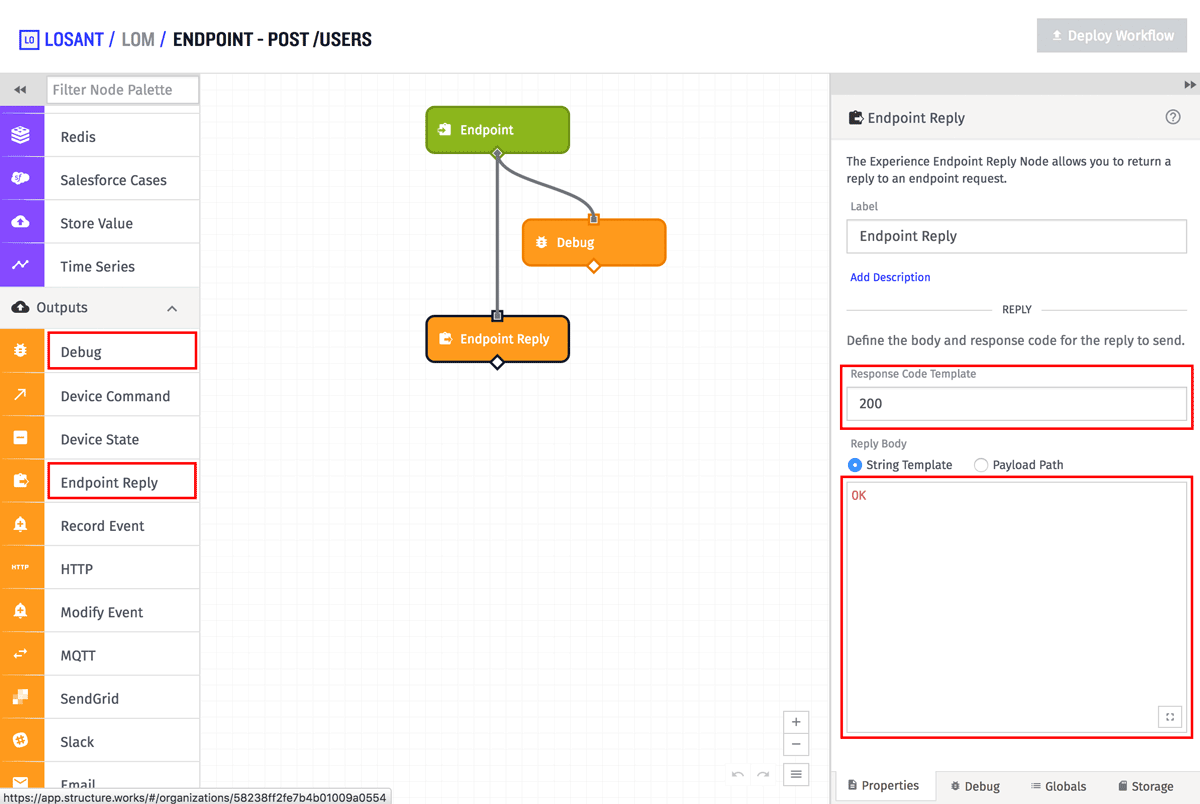 LO LOSANT / LOM / ENDPOINT - POST /USERS
Deploy Workflow
Filter Node Palette
Redis
Salesforce Cases
Store Value
Time Series
Outputs
Debug
Device Command
Device State
Endpoint Reply
Record Event
HTTP HTTP
Modify Event
MQTT
SendGrid
Slack
Email
https://app.structure.works/#/organizations/58238ff2fe7b4b01009a0554
Endpoint
Debug
Endpoint Reply
Endpoint Reply
The Experience Endpoint Reply Node allows you to return a
reply to an endpoint request.
Label
Endpoint Reply
Add Description
REPLY
Define the body and response code for the reply to send.
Response Code Template
200
Reply Body
String Template Payload Path
OK
Properties Debug Globals Storage